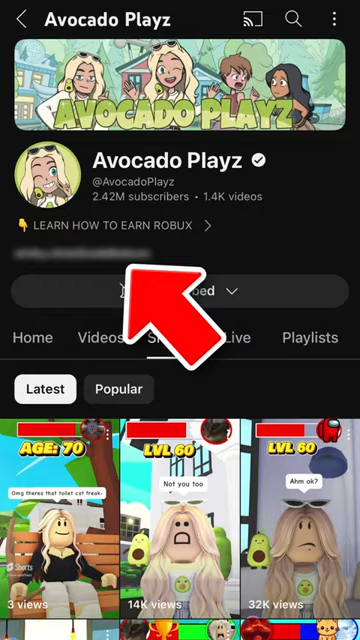 Avocado Playz
AVOCADO PLAYZ
Avocado Playz
@AvocadoPlayz
2.42M subscribers • 1.4K videos
👇 LEARN HOW TO EARN ROBUX
Home Videos Live Playlists
Latest Popular
AGE: 70
LVL 60
LVL 60
Omg theres that toilet cat freak-
Not you too
Ahm ok?
Shorts
3 views
14K views
32K views